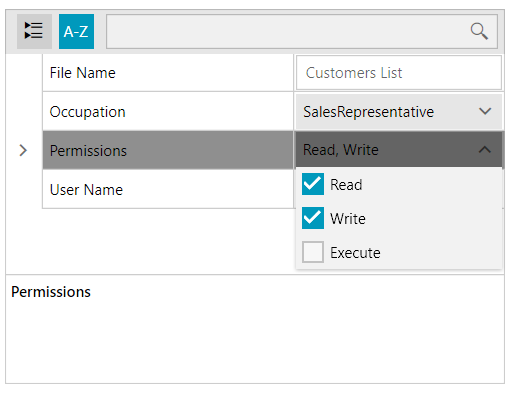 A-Z
File Name Customers List
Occupation SalesRepresentative
Permissions Read, Write
Read
User Name
Write
Execute
Permissions